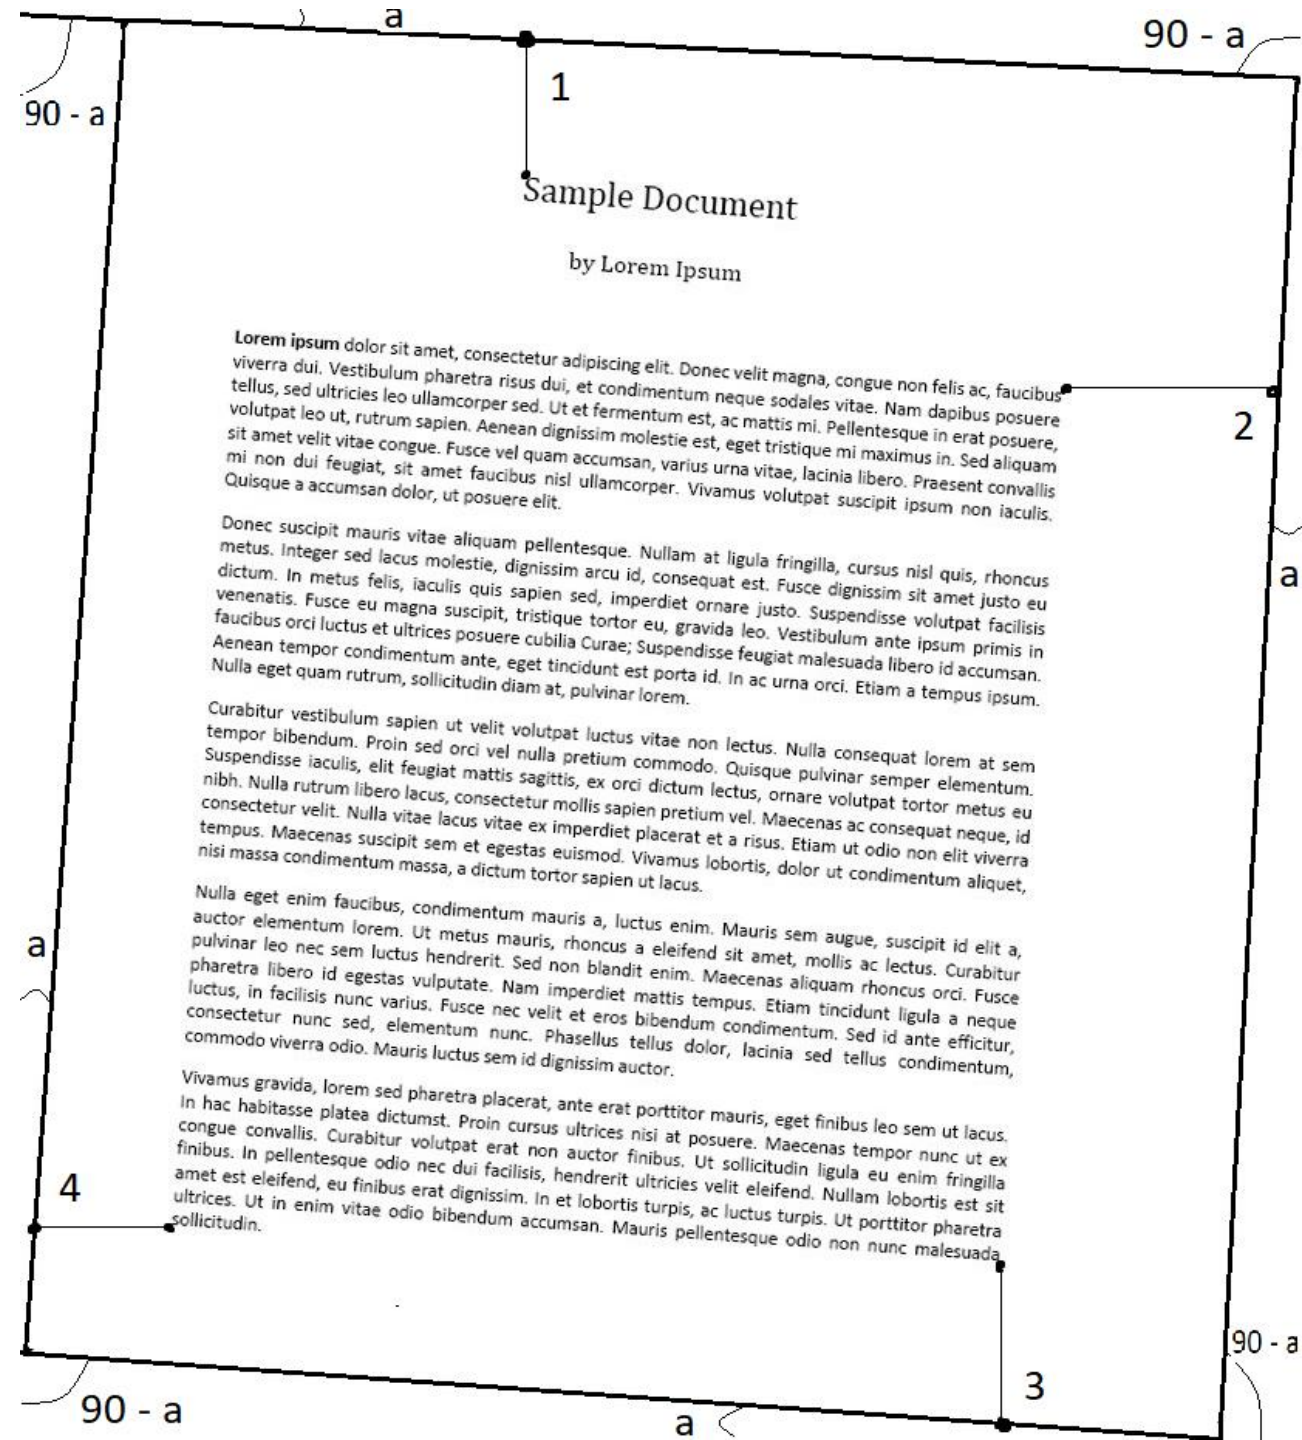 a
90 - a
1
90 - a
Sample Document
by Lorem Ipsum
Lorem ipsum dolor sit amet, consectetur adipiscing elit. Donec velit magna, congue non felis ac, faucibus
viverra dui. Vestibulum pharetra risus dui, et condimentum neque sodales vitae. Nam dapibus posuere
tellus, sed ultricies leo ullamcorper sed. Ut et fermentum est, ac mattis mi. Pellentesque in erat posuere,
volutpat leo ut, rutrum sapien. Aenean dignissim molestie est, eget tristique mi maximus in. Sed aliquam
sit amet velit vitae congue. Fusce vel quam accumsan, varius urna vitae, lacinia libero. Praesent convallis
mi non dui feugiat, sit amet faucibus nisl ullamcorper. Vivamus volutpat suscipit ipsum non iaculis.
Quisque a accumsan dolor, ut posuere elit.
2
Donec suscipit mauris vitae aliquam pellentesque. Nullam at ligula fringilla, cursus nisl quis, rhoncus
metus. Integer sed lacus molestie, dignissim arcu id, consequat est. Fusce dignissim sit amet justo eu
dictum. In metus felis, iaculis quis sapien sed, imperdiet ornare justo. Suspendisse volutpat facilisis
venenatis. Fusce eu magna suscipit, tristique tortor eu, gravida leo. Vestibulum ante ipsum primis in
faucibus orci luctus et ultrices posuere cubilia Curae; Suspendisse feugiat malesuada libero id accumsan.
Aenean tempor condimentum ante, eget tincidunt est porta id. In ac urna orci. Etiam a tempus ipsum.
Nulla eget quam rutrum, sollicitudin diam at, pulvinar lorem.
a
Curabitur vestibulum sapien ut velit volutpat luctus vitae non lectus. Nulla consequat lorem at sem
tempor bibendum. Proin sed orci vel nulla pretium commodo. Quisque pulvinar semper elementum.
Suspendisse iaculis, elit feugiat mattis sagittis, ex orci dictum lectus, ornare volutpat tortor metus eu
nibh. Nulla rutrum libero lacus, consectetur mollis sapien pretium vel. Maecenas ac consequat neque, id
consectetur velit. Nulla vitae lacus vitae ex imperdiet placerat et a risus. Etiam ut odio non elit viverra
tempus. Maecenas suscipit sem et egestas euismod. Vivamus lobortis, dolor ut condimentum aliquet,
nisi massa condimentum massa, a dictum tortor sapien ut lacus.
Nulla eget enim faucibus, condimentum mauris a, luctus enim. Mauris sem augue, suscipit id elit a,
auctor elementum lorem. Ut metus mauris, rhoncus a eleifend sit amet, mollis ac lectus. Curabitur
pulvinar leo nec sem luctus hendrerit. Sed non blandit enim. Maecenas aliquam rhoncus orci. Fusce
pharetra libero id egestas vulputate. Nam imperdiet mattis tempus. Etiam tincidunt ligula a neque
luctus, in facilisis nunc varius. Fusce nec velit et eros bibendum condimentum. Sed id ante efficitur,
consectetur nunc sed, elementum nunc. Phasellus tellus dolor, lacinia sed tellus condimentum,
commodo viverra odio. Mauris luctus sem id dignissim auctor.
a
Vivamus gravida, lorem sed pharetra placerat, ante erat porttitor mauris, eget finibus leo sem ut lacus.
In hac habitasse platea dictumst. Proin cursus ultrices nisi at posuere. Maecenas tempor nunc ut ex
congue convallis. Curabitur volutpat erat non auctor finibus. Ut sollicitudin ligula eu enim fringilla
finibus. In pellentesque odio nec dui facilisis, hendrerit ultricies velit eleifend. Nullam lobortis est sit
amet est eleifend, eu finibus erat dignissim. In et lobortis turpis, ac luctus turpis. Ut porttitor pharetra
ultrices. Ut in enim vitae odio bibendum accumsan. Mauris pellentesque odio non nunc malesuada
sollicitudin.
4
90 - a
3
90 - a
a